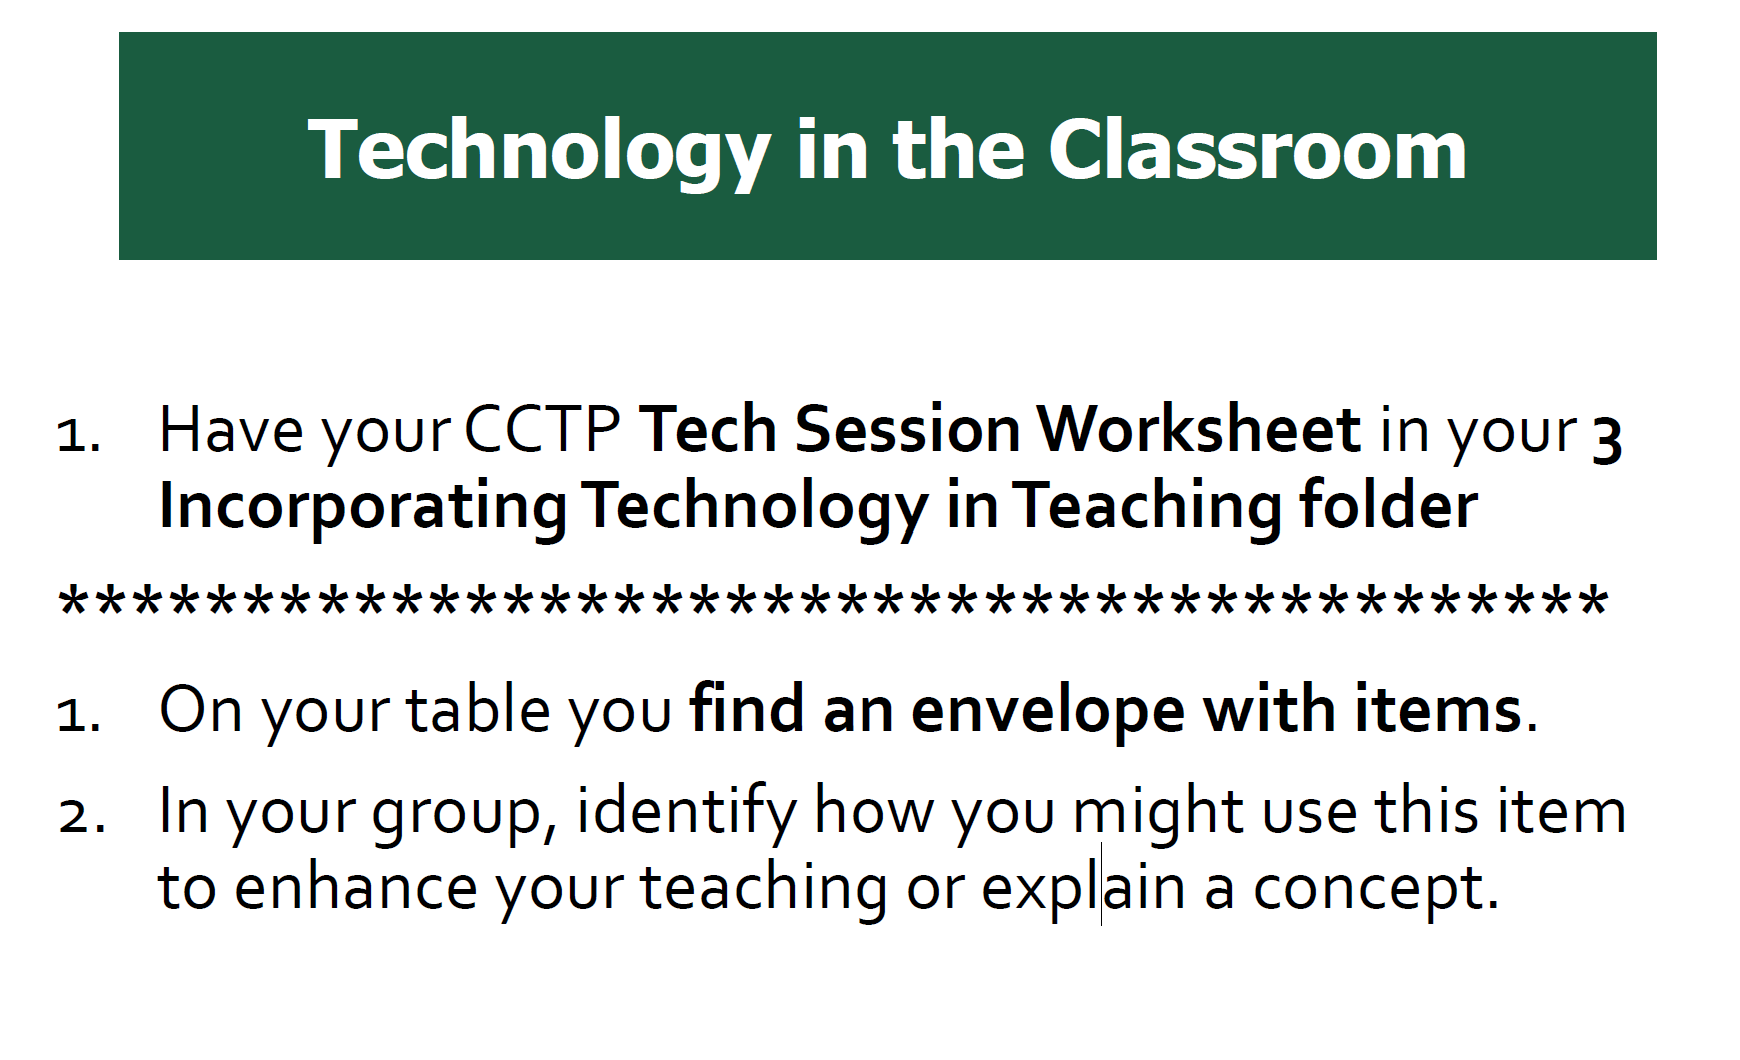 Technology in the Classroom
1. Have your CCTP Tech Session Worksheet in your 3
Incorporating Technology in Teaching folder
******************************************
1. On your table you find an envelope with items.
2. In your group, identify how you might use this item
to enhance your teaching or explain a concept.